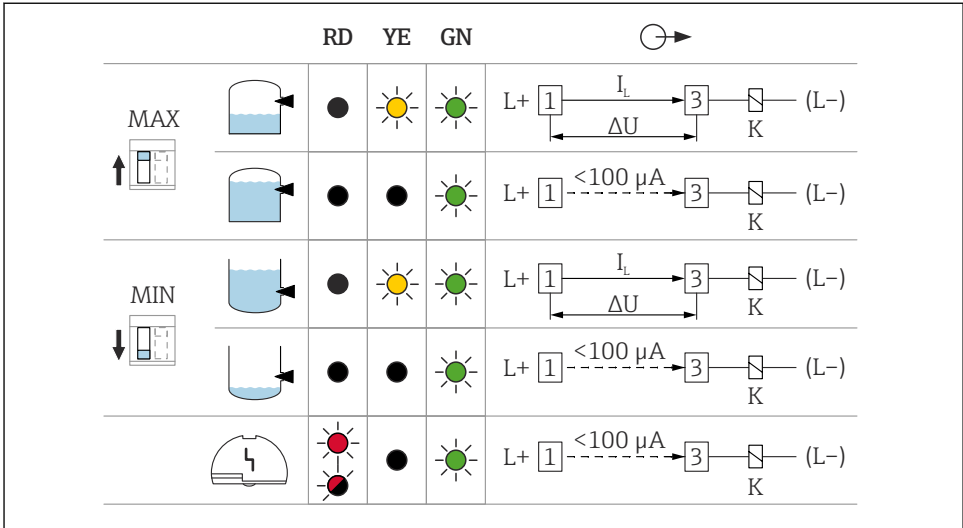 RD YE GN
MAX
L+ 1 I_L 3 (L−)
ΔU K
L+ 1 <100 µA 3 (L−)
K
MIN
L+ 1 I_L 3 (L−)
ΔU K
L+ 1 <100 µA 3 (L−)
K
L+ 1 <100 µA 3 (L−)
K